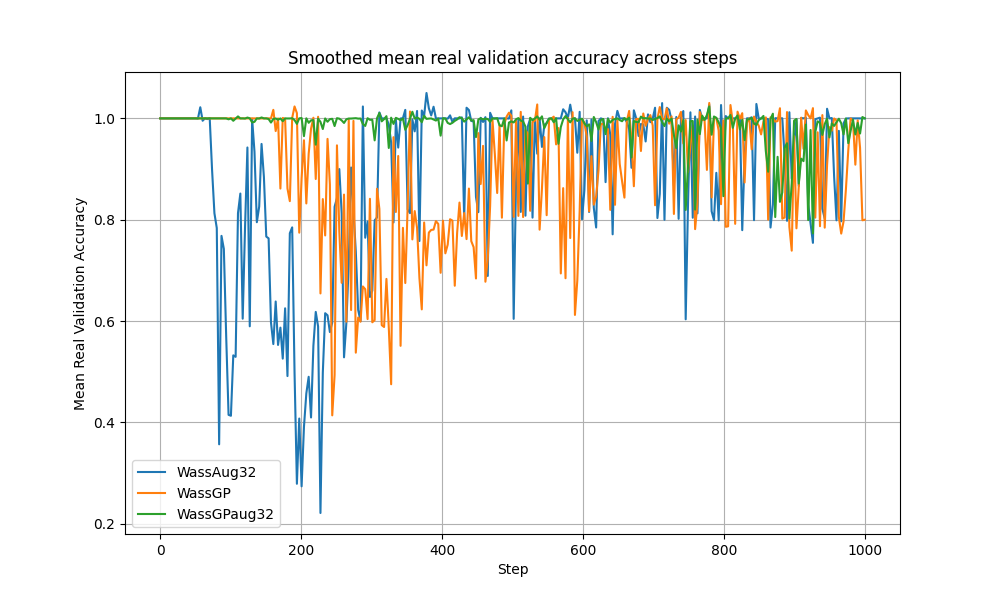 Smoothed mean real validation accuracy across steps
Mean Real Validation Accuracy
1.0
0.8
0.6
0.4
0.2
WassAug32
WassGP
WassGPaug32
0 200 400 600 800 1000
Step